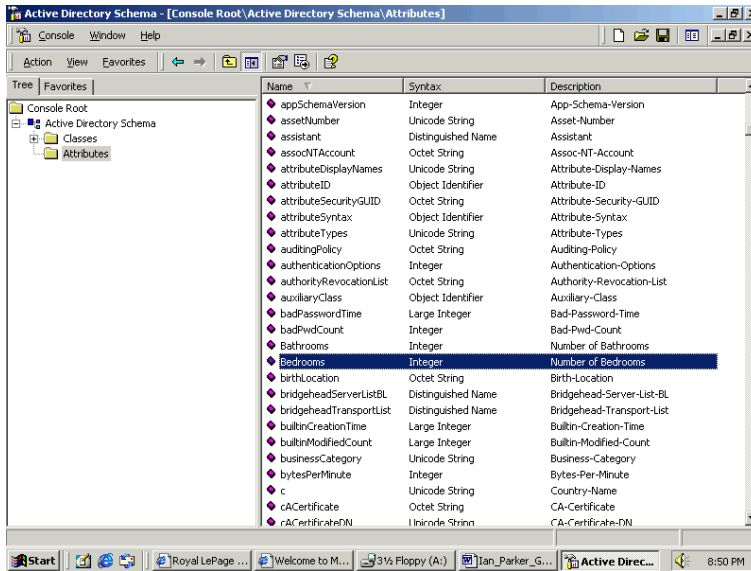 Active Directory Schema - [Console Root\Active Directory Schema\Attributes]
Console Window Help
Action View Favorites
Tree Favorites
Console Root
Active Directory Schema
Classes
Attributes
Name Syntax Description
appSchemaVersion Integer App-Schema-Version
assetNumber Unicode String Asset-Number
assistant Distinguished Name Assistant
assocNTAccount Octet String Assoc-NT-Account
attributeDisplayNames Unicode String Attribute-Display-Names
attributeID Object Identifier Attribute-ID
attributeSecurityGUID Octet String Attribute-Security-GUID
attributeSyntax Object Identifier Attribute-Syntax
attributeTypes Unicode String Attribute-Types
auditingPolicy Octet String Auditing-Policy
authenticationOptions Integer Authentication-Options
authorityRevocationList Octet String Authority-Revocation-List
auxiliaryClass Object Identifier Auxiliary-Class
badPasswordTime Large Integer Bad-Password-Time
badPwdCount Integer Bad-Pwd-Count
Bathrooms Integer Number of Bathrooms
Bedrooms Integer Number of Bedrooms
birthLocation Octet String Birth-Location
bridgeheadServerListBL Distinguished Name Bridgehead-Server-List-BL
bridgeheadTransportList Distinguished Name Bridgehead-Transport-List
builtinCreationTime Large Integer Builtin-Creation-Time
builtinModifiedCount Large Integer Builtin-Modified-Count
businessCategory Unicode String Business-Category
bytesPerMinute Integer Bytes-Per-Minute
c Unicode String Country-Name
cACertificate Octet String CA-Certificate
cACertificateDN Unicode String CA-Certificate-DN
Start Royal LePage ... Welcome to M... 3½ Floppy (A:) Ian_Parker_G... Active Direc... 8:50 PM